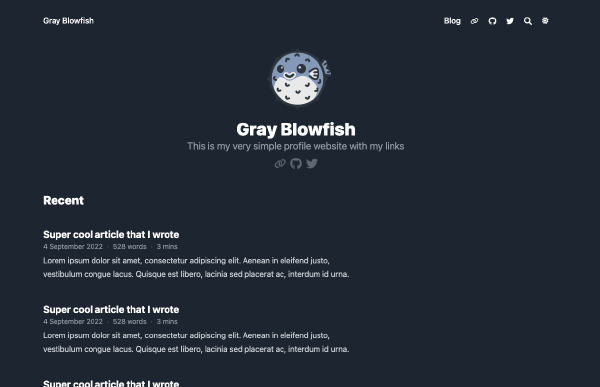 Gray Blowfish
Blog
Gray Blowfish
This is my very simple profile website with my links
Recent
Super cool article that I wrote
4 September 2022 · 528 words · 3 mins
Lorem ipsum dolor sit amet, consectetur adipiscing elit. Aenean in eleifend justo,
vestibulum congue lacus. Quisque est libero, lacinia sed placerat ac, interdum id urna.
Super cool article that I wrote
4 September 2022 · 528 words · 3 mins
Lorem ipsum dolor sit amet, consectetur adipiscing elit. Aenean in eleifend justo,
vestibulum congue lacus. Quisque est libero, lacinia sed placerat ac, interdum id urna.
Super cool article that I wrote